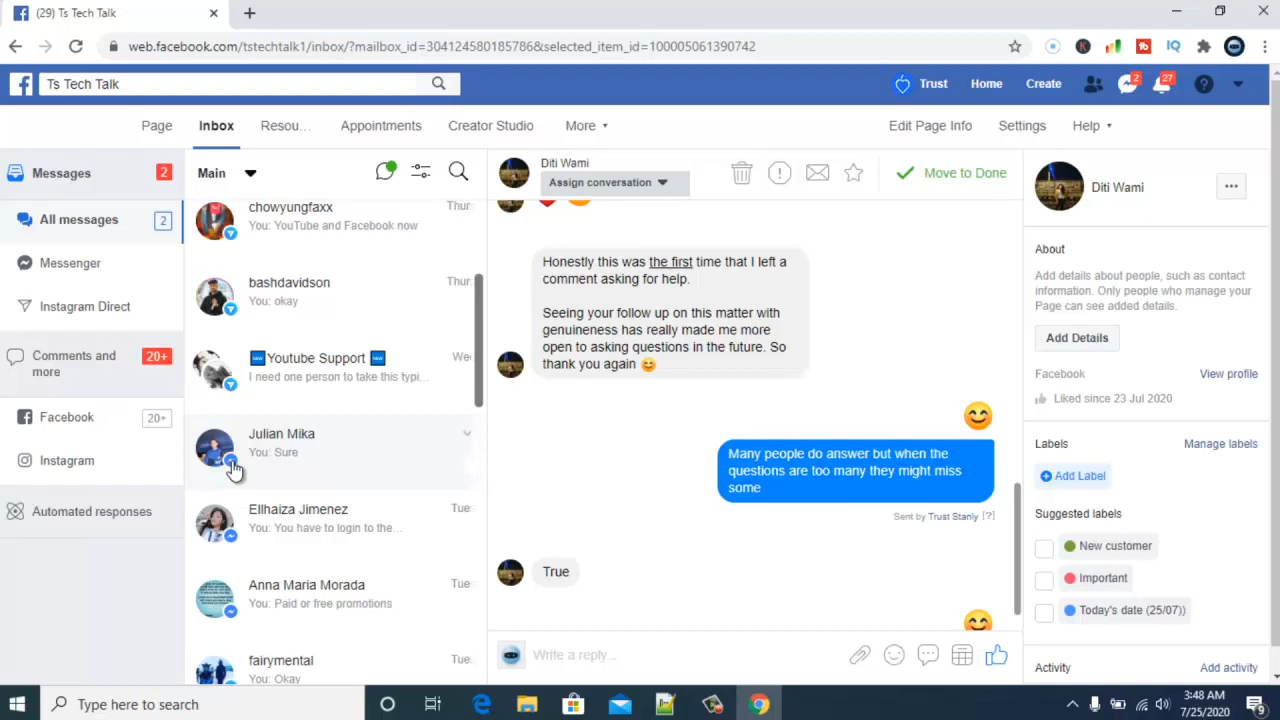 (29) Ts Tech Talk
web.facebook.com/tstechtalk1/inbox/?mailbox_id=304124580185786&selected_item_id=100005061390742
Ts Tech Talk
Trust
Home
Create
2
27
Page
Inbox
Resou...
Appointments
Creator Studio
More
Edit Page Info
Settings
Help
Messages
2
All messages
2
Messenger
Instagram Direct
Comments and
more
20+
Facebook
20+
Instagram
Automated responses
Main
chowyungfaxx
Thur
You: YouTube and Facebook now
bashdavidson
Thur
You: okay
Youtube Support
We
I need one person to take this typi...
Julian Mika
You: Sure
Ellhaiza Jimenez
Tue
You: You have to login to the...
Anna Maria Morada
Tue
You: Paid or free promotions
fairymental
Tue
You: Okay
Diti Wami
Assign conversation
Move to Done
Honestly this was the first time that I left a
comment asking for help.
Seeing your follow up on this matter with
genuineness has really made me more
open to asking questions in the future. So
thank you again 😊
😊
Many people do answer but when the
questions are too many they might miss
some
Sent by Trust Stanly [?]
True
Write a reply...
Diti Wami
About
Add details about people, such as contact
information. Only people who manage your
Page can see added details.
Add Details
Facebook
View profile
Liked since 23 Jul 2020
Labels
Manage labels
Add Label
Suggested labels
New customer
Important
Today's date (25/07))
Activity
Add activity
Type here to search
3:48 AM
7/25/2020
9